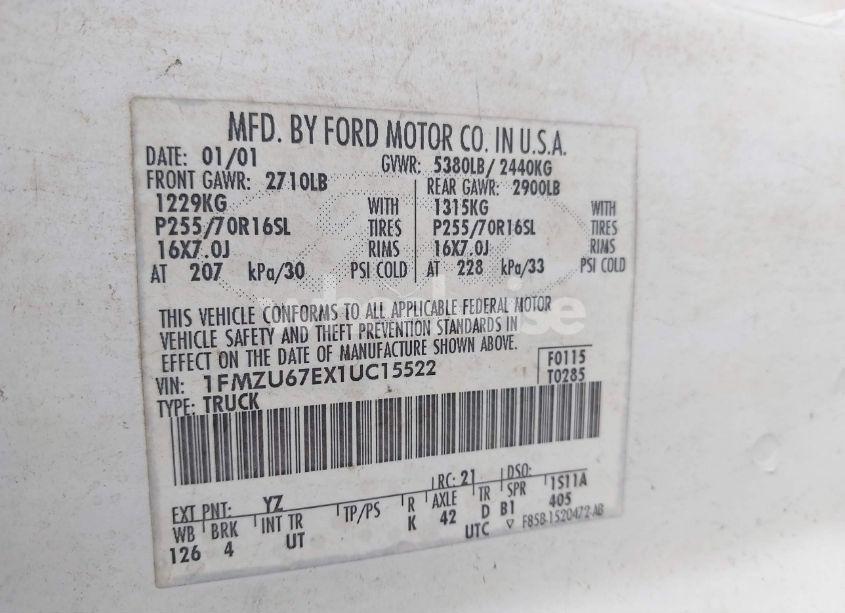 MFD. BY FORD MOTOR CO. IN U.S.A.
DATE: 01/01 GVWR: 5380LB/ 2440KG
FRONT GAWR: 2710LB REAR GAWR: 2900LB
1229KG WITH 1315KG WITH
P255/70R16SL TIRES P255/70R16SL TIRES
16X7.0J RIMS 16X7.0J RIMS
AT 207 kPa/30 PSI COLD AT 228 kPa/33 PSI COLD
THIS VEHICLE CONFORMS TO ALL APPLICABLE FEDERAL MOTOR
VEHICLE SAFETY AND THEFT PREVENTION STANDARDS IN
EFFECT ON THE DATE OF MANUFACTURE SHOWN ABOVE.
VIN: 1FMZU67EX1UC15522 F0115
TYPE: TRUCK T0285
EXT PNT: YZ RC: 21 DSO:
WB BRK INT TR TP/PS R AXLE TR SPR 1S11A
126 4 UT K 42 D B1 405
UTC F85B-1520472-AB